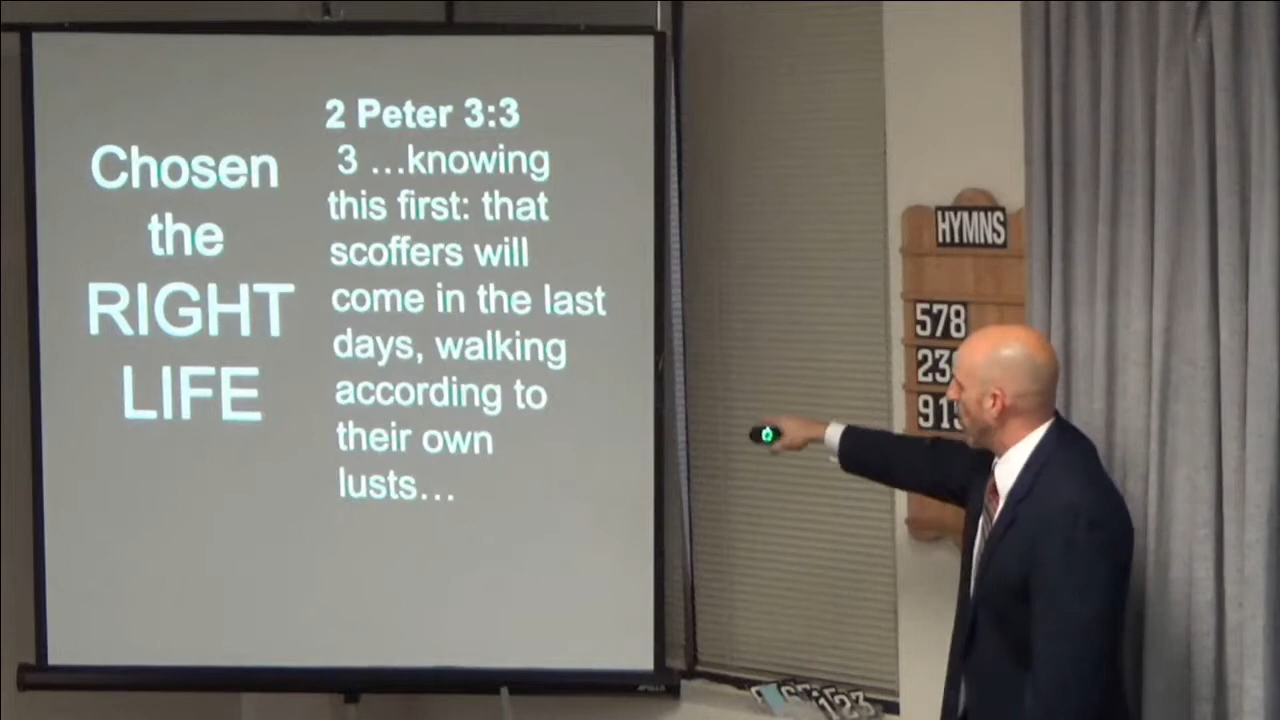 Chosen
the
RIGHT
LIFE
2 Peter 3:3
3 …knowing
this first: that
scoffers will
come in the last
days, walking
according to
their own
lusts…
HYMNS
578